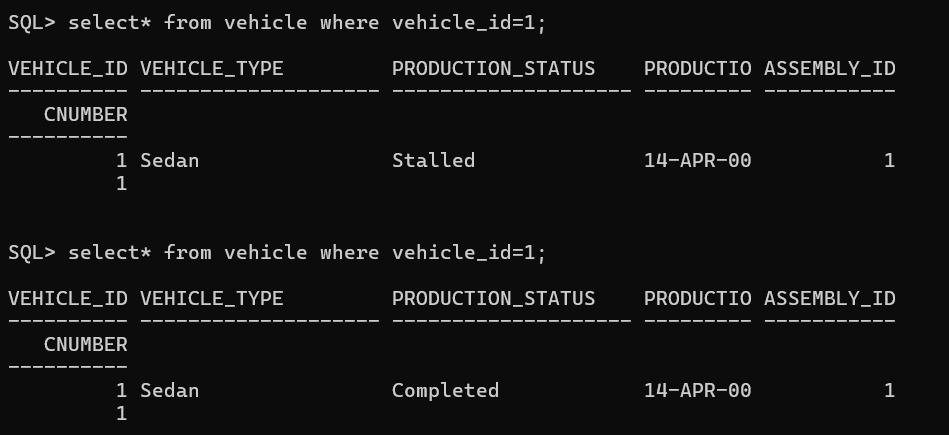 SQL> select* from vehicle where vehicle_id=1;
VEHICLE_ID VEHICLE_TYPE         PRODUCTION_STATUS    PRODUCTIO ASSEMBLY_ID
---------- -------------------- -------------------- --------- -----------
   CNUMBER
----------
         1 Sedan                Stalled              14-APR-00           1
         1
SQL> select* from vehicle where vehicle_id=1;
VEHICLE_ID VEHICLE_TYPE         PRODUCTION_STATUS    PRODUCTIO ASSEMBLY_ID
---------- -------------------- -------------------- --------- -----------
   CNUMBER
----------
         1 Sedan                Completed            14-APR-00           1
         1